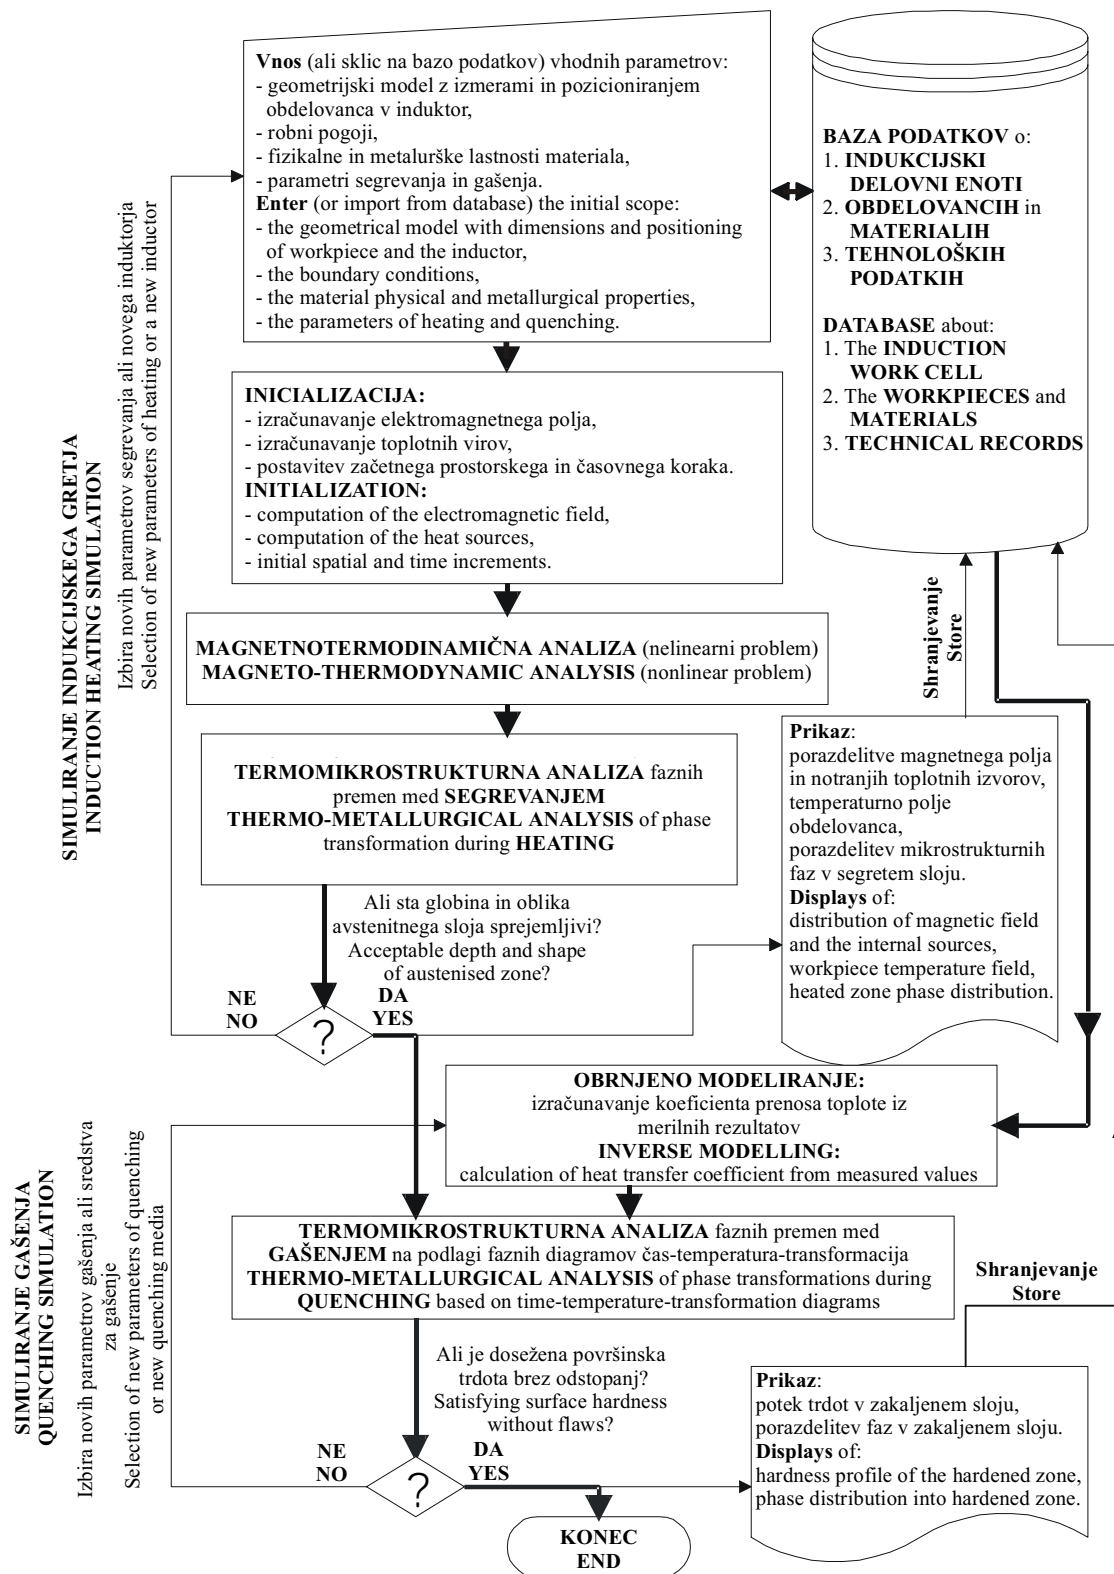 Vnos (ali sklic na bazo podatkov) vhodnih parametrov:
- geometrijski model z izmerami in pozicioniranjem
obdelovanca v induktor,
- robni pogoji,
- fizikalne in metalurške lastnosti materiala,
- parametri segrevanja in gašenja.
Enter (or import from database) the initial scope:
- the geometrical model with dimensions and positioning
of workpiece and the inductor,
- the boundary conditions,
- the material physical and metallurgical properties,
- the parameters of heating and quenching.
BAZA PODATKOV o:
1. INDUKCIJSKI
DELOVNI ENOTI
2. OBDELOVANCIH in
MATERIALIH
3. TEHNOLOŠKIH
PODATKIH
DATABASE about:
1. The INDUCTION
WORK CELL
2. The WORKPIECES and
MATERIALS
3. TECHNICAL RECORDS
SIMULIRANJE INDUKCIJSKEGA GRETJA
INDUCTION HEATING SIMULATION
Izbira novih parametrov segrevanja ali novega induktorja
Selection of new parameters of heating or a new inductor
INICIALIZACIJA:
- izračunavanje elektromagnetnega polja,
- izračunavanje toplotnih virov,
- postavitev začetnega prostorskega in časovnega koraka.
INITIALIZATION:
- computation of the electromagnetic field,
- computation of the heat sources,
- initial spatial and time increments.
Shranjevanje
Store
MAGNETNOTERMODINAMIČNA ANALIZA (nelinearni problem)
MAGNETO-THERMODYNAMIC ANALYSIS (nonlinear problem)
TERMOMIKROSTRUKTURNA ANALIZA faznih
premen med SEGREVANJEM
THERMO-METALLURGICAL ANALYSIS of phase
transformation during HEATING
Prikaz:
porazdelitve magnetnega polja
in notranjih toplotnih izvorov,
temperaturno polje
obdelovanca,
porazdelitev mikrostrukturnih
faz v segretem sloju.
Displays of:
distribution of magnetic field
and the internal sources,
workpiece temperature field,
heated zone phase distribution.
Ali sta globina in oblika
avstenitnega sloja sprejemljivi?
Acceptable depth and shape
of austenised zone?
NE
NO
?
DA
YES
OBRNJENO MODELIRANJE:
izračunavanje koeficienta prenosa toplote iz
merilnih rezultatov
INVERSE MODELLING:
calculation of heat transfer coefficient from measured values
SIMULIRANJE GAŠENJA
QUENCHING SIMULATION
Izbira novih parametrov gašenja ali sredstva
za gašenje
Selection of new parameters of quenching
or new quenching media
TERMOMIKROSTRUKTURNA ANALIZA faznih premen med
GAŠENJEM na podlagi faznih diagramov čas-temperatura-transformacija
THERMO-METALLURGICAL ANALYSIS of phase transformations during
QUENCHING based on time-temperature-transformation diagrams
Shranjevanje
Store
Ali je dosežena površinska
trdota brez odstopanj?
Satisfying surface hardness
without flaws?
NE
NO
?
DA
YES
Prikaz:
potek trdot v zakaljenem sloju,
porazdelitev faz v zakaljenem sloju.
Displays of:
hardness profile of the hardened zone,
phase distribution into hardened zone.
KONEC
END